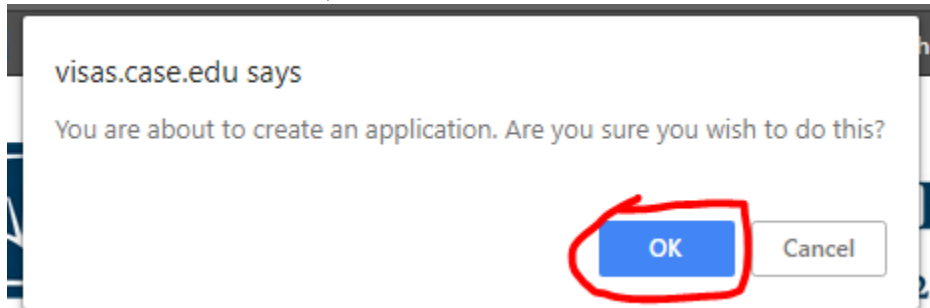 visas.case.edu says
You are about to create an application. Are you sure you wish to do this?
OK
Cancel